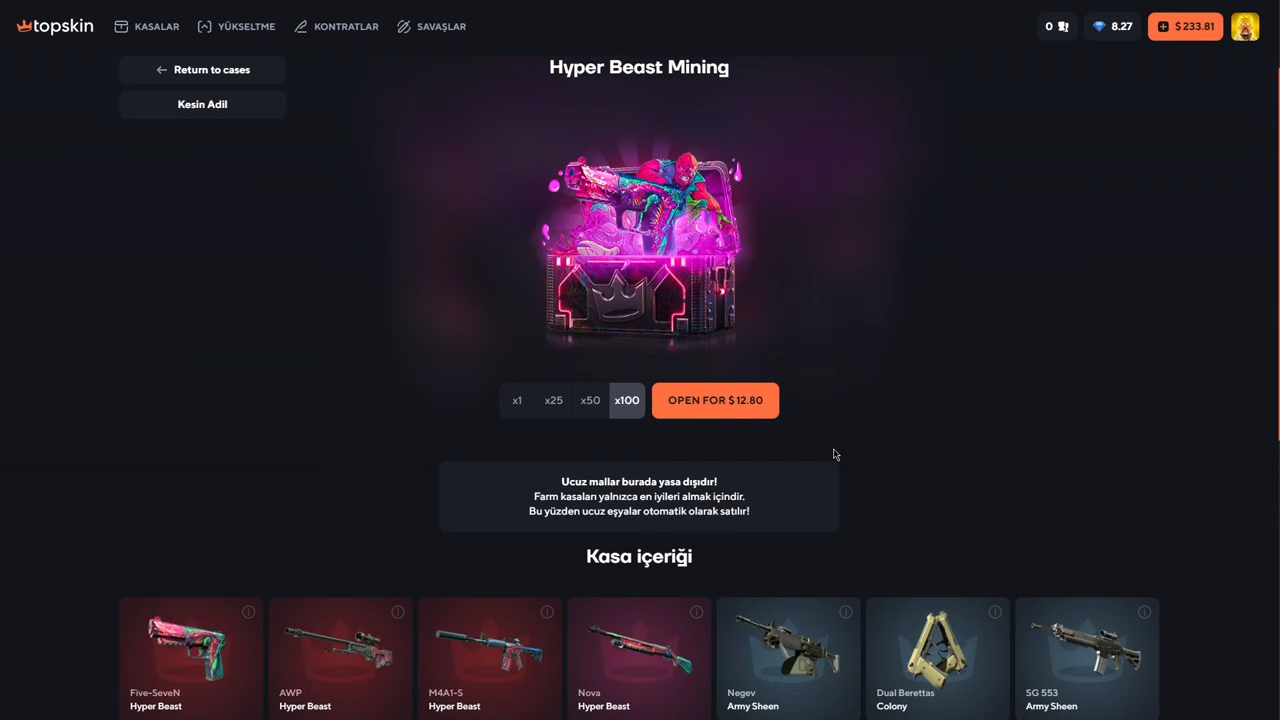 topskin
KASALAR
YÜKSELTME
KONTRATLAR
SAVAŞLAR
0
8.27
$ 233.81
Return to cases
Hyper Beast Mining
Kesin Adil
x1
x25
x50
x100
OPEN FOR $ 12.80
Ucuz mallar burada yasa dışıdır!
Farm kasaları yalnızca en iyileri almak içindir.
Bu yüzden ucuz eşyalar otomatik olarak satılır!
Kasa içeriği
Five-SeveN
Hyper Beast
AWP
Hyper Beast
M4A1-S
Hyper Beast
Nova
Hyper Beast
Negev
Army Sheen
Dual Berettas
Colony
SG 553
Army Sheen